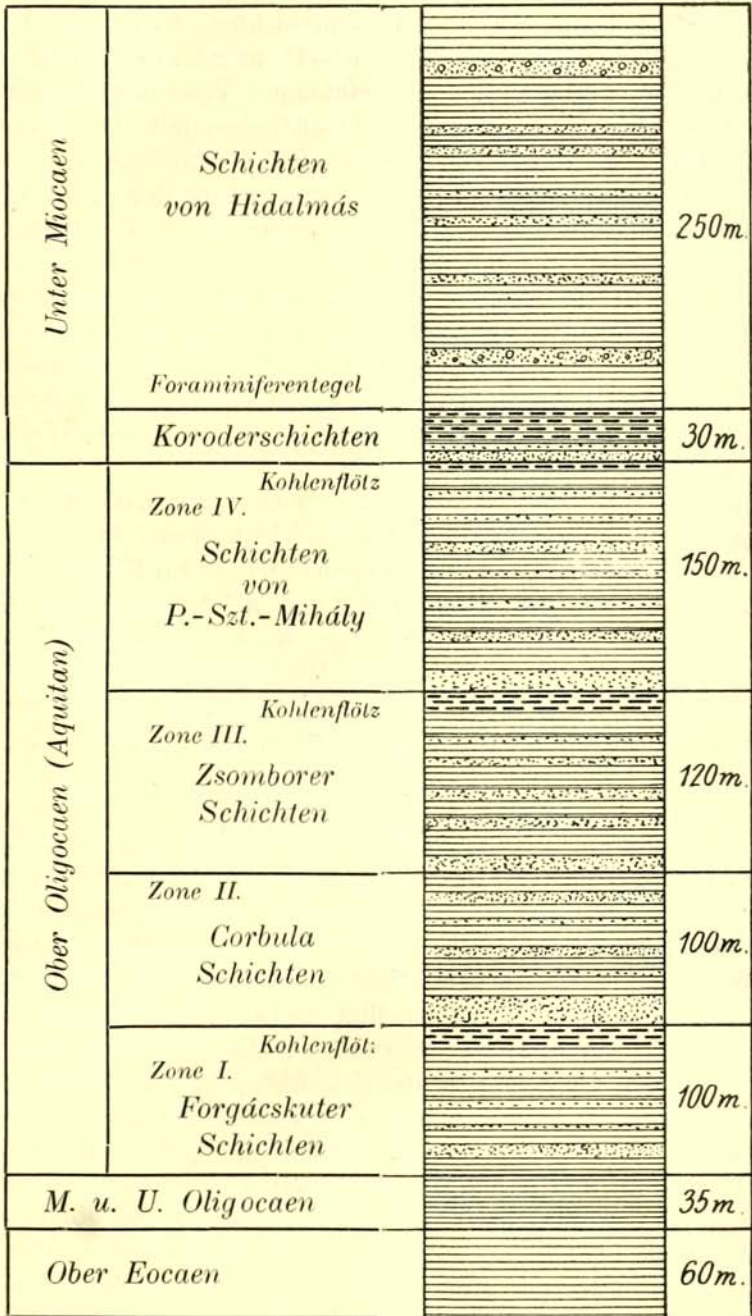 Unter Miocaen
Schichten
von Hidalmás
250m.
Foraminiferentegel
Koroderschichten
30m.
Ober Oligocaen (Aquitan)
Kohlenflötz
Zone IV.
Schichten
von
P.-Szt.-Mihály
150m.
Kohlenflötz
Zone III.
Zsomborer
Schichten
120m.
Zone II.
Corbula
Schichten
100m.
Kohlenflöt:
Zone I.
Forgácskuter
Schichten
100m.
M. u. U. Oligocaen
35m.
Ober Eocaen
60m.